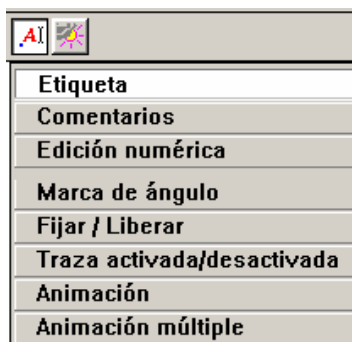 A
Etiqueta
Comentarios
Edición numérica
Marca de ángulo
Fijar / Liberar
Traza activada/desactivada
Animación
Animación múltiple